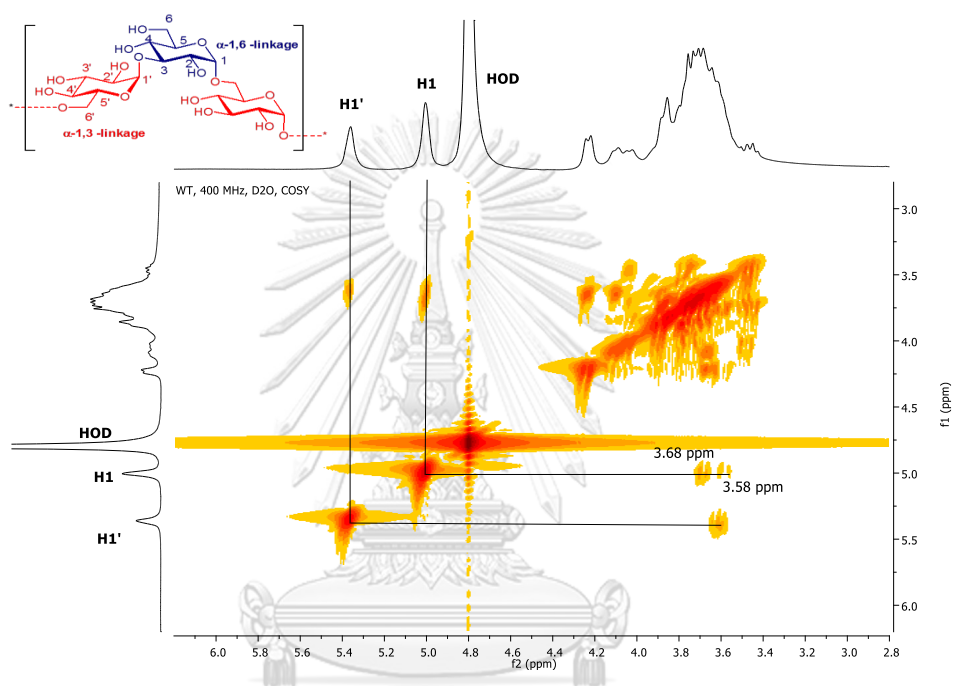 6
HO
4
5
O
α-1,6 -linkage
HO
3'
HO
O
3
2
HO
1
HO
2'
1'
O
HO
4'
O
HO
O
5'
HO
O
6'
HO
*
O
*
α-1,3 -linkage
H1'
H1
HOD
WT, 400 MHz, D2O, COSY
3.0
3.5
4.0
4.5
5.0
5.5
6.0
f1 (ppm)
HOD
H1
H1'
3.68 ppm
3.58 ppm
6.0 5.8 5.6 5.4 5.2 5.0 4.8 4.6 4.4 4.2 4.0 3.8 3.6 3.4 3.2 3.0 2.8
f2 (ppm)